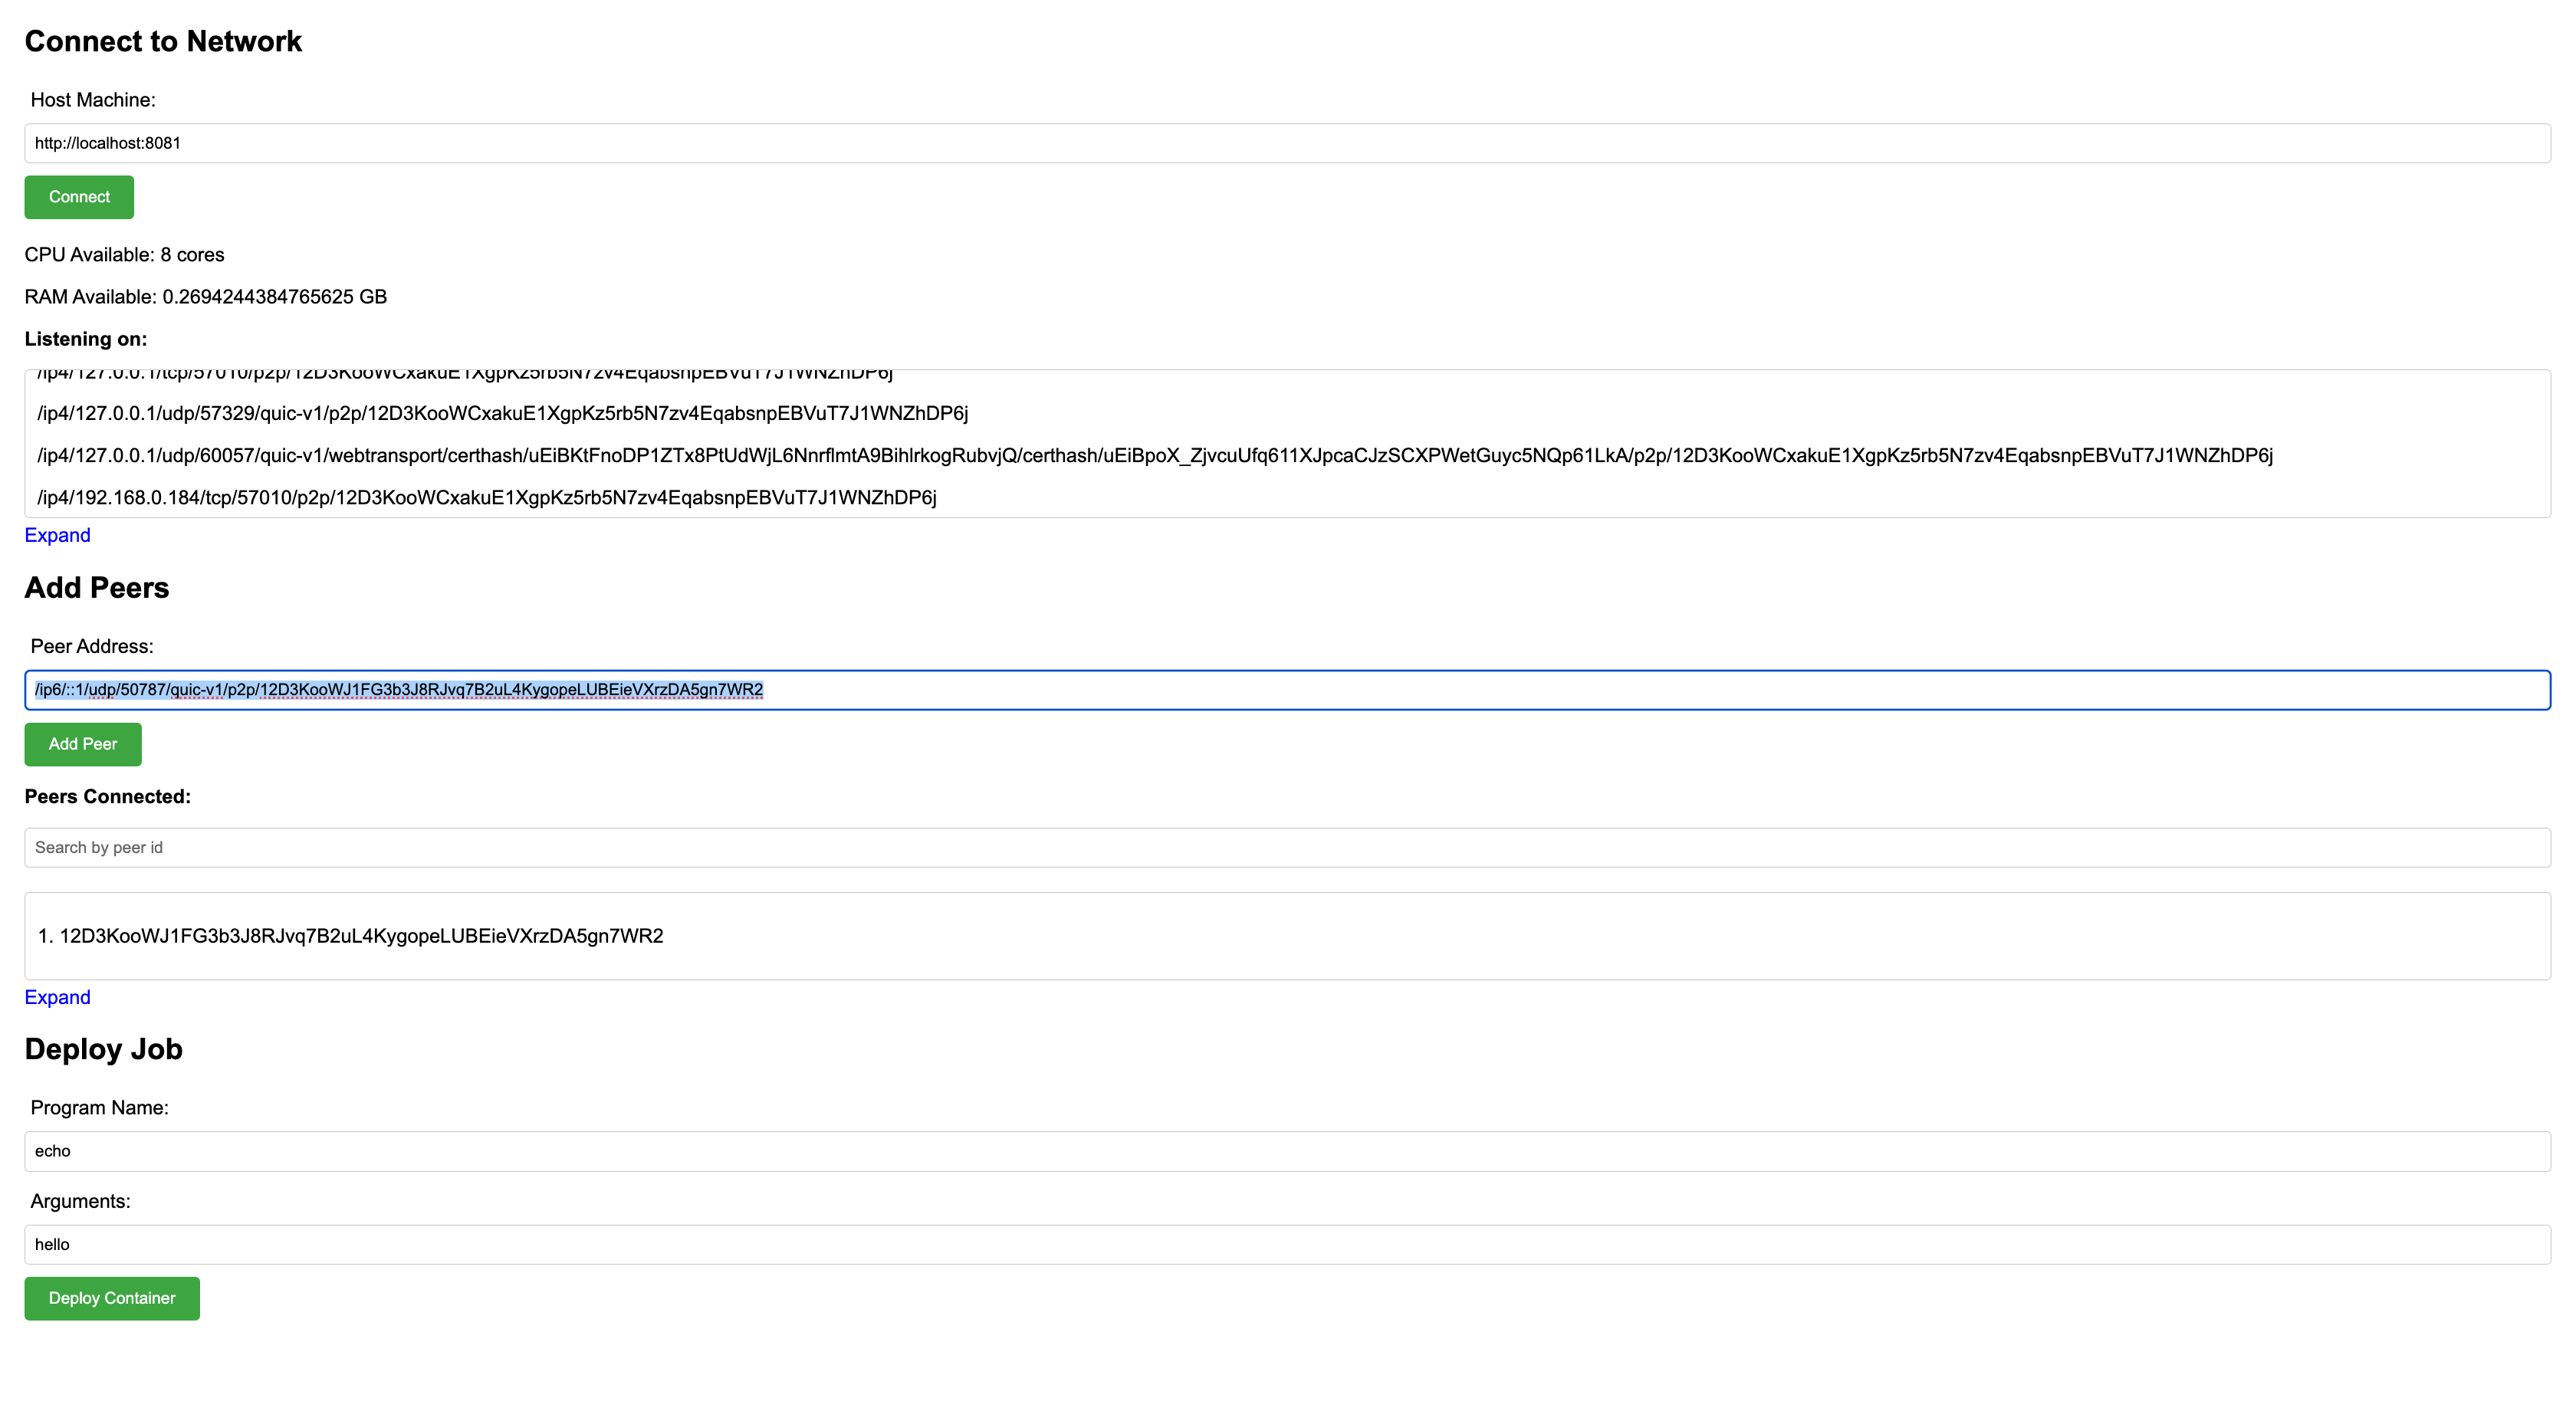 Connect to Network
Host Machine:
http://localhost:8081
Connect
CPU Available: 8 cores
RAM Available: 0.2694244384765625 GB
Listening on:
/ip4/127.0.0.1/tcp/57010/p2p/12D3KooWCxakuE1XgpKz5rb5N7zv4EqabsnpEBVuT7J1WNZhDP6j
/ip4/127.0.0.1/udp/57329/quic-v1/p2p/12D3KooWCxakuE1XgpKz5rb5N7zv4EqabsnpEBVuT7J1WNZhDP6j
/ip4/127.0.0.1/udp/60057/quic-v1/webtransport/certhash/uEiBKtFnoDP1ZTx8PtUdWjL6NnrflmtA9BihIrkogRubvjQ/certhash/uEiBpoX_ZjvcuUfq611XJpcaCJzSCXPWetGuyc5NQp61LkA/p2p/12D3KooWCxakuE1XgpKz5rb5N7zv4EqabsnpEBVuT7J1WNZhDP6j
/ip4/192.168.0.184/tcp/57010/p2p/12D3KooWCxakuE1XgpKz5rb5N7zv4EqabsnpEBVuT7J1WNZhDP6j
Expand
Add Peers
Peer Address:
/ip6/::1/udp/50787/quic-v1/p2p/12D3KooWJ1FG3b3J8RJvq7B2uL4KygopeLUBEieVXrzDA5gn7WR2
Add Peer
Peers Connected:
Search by peer id
1. 12D3KooWJ1FG3b3J8RJvq7B2uL4KygopeLUBEieVXrzDA5gn7WR2
Expand
Deploy Job
Program Name:
echo
Arguments:
hello
Deploy Container